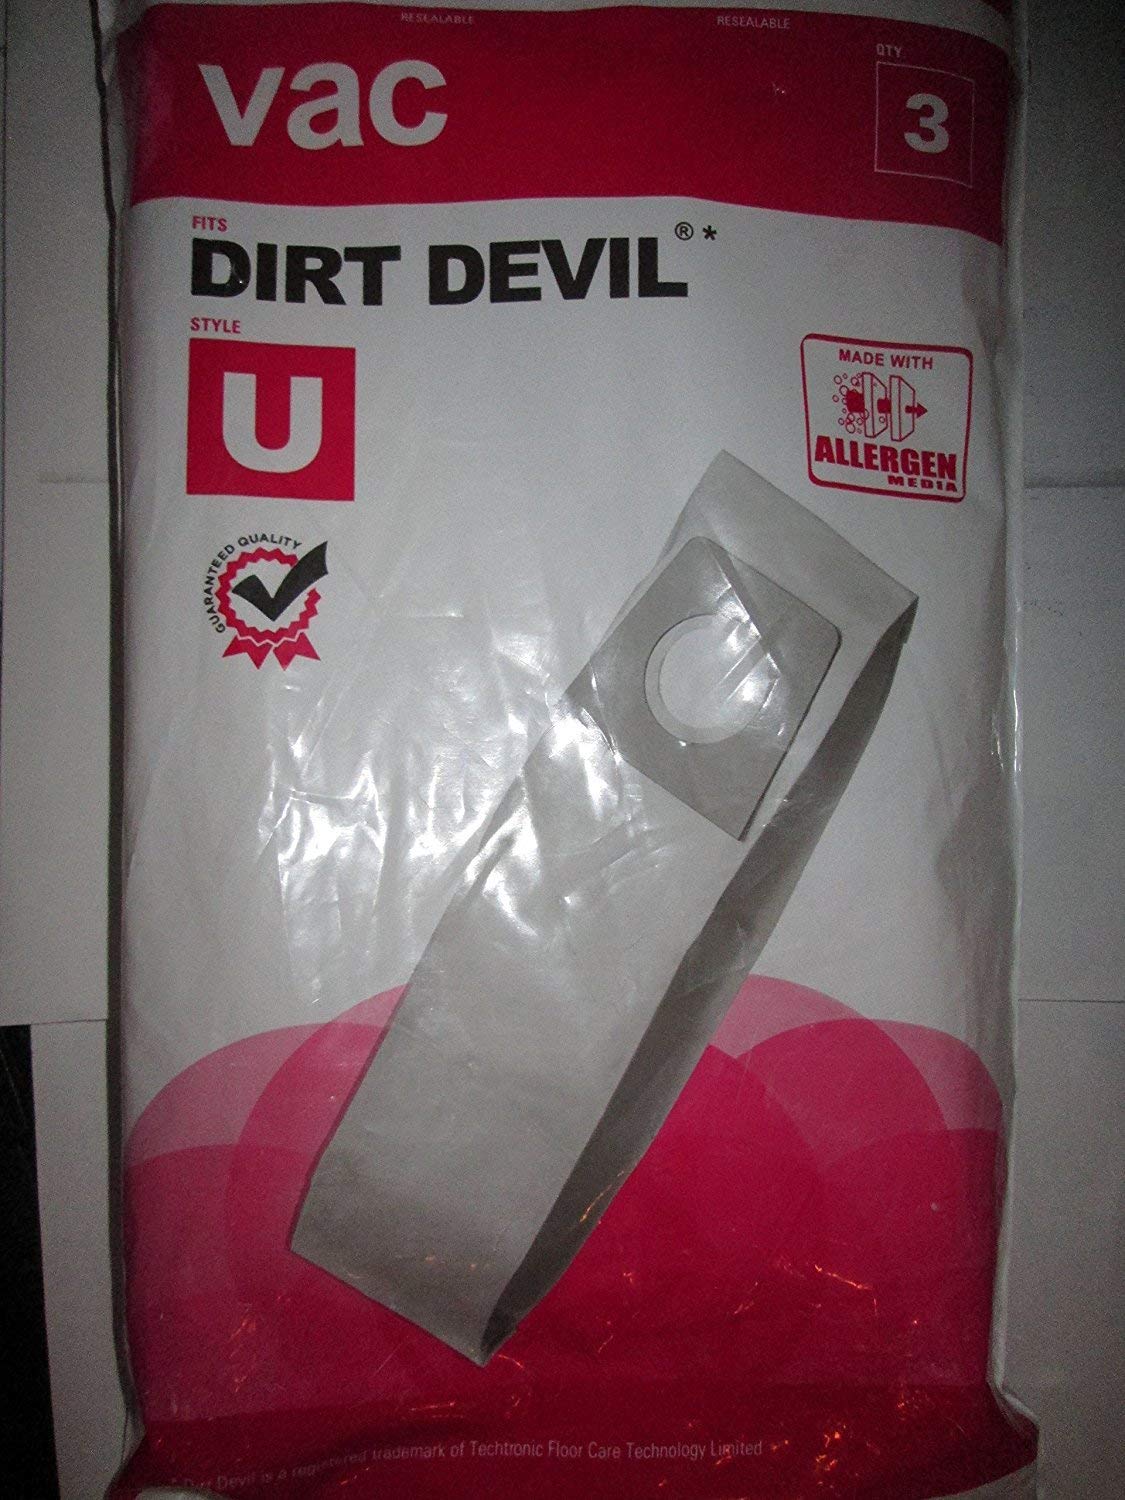 RESEALABLE RESEALABLE
vac
QTY
3
FITS
DIRT DEVIL®*
STYLE
U
MADE WITH
ALLERGEN
MEDIA
GUARANTEED QUALITY
* Dirt Devil is a registered trademark of Techtronic Floor Care Technology Limited